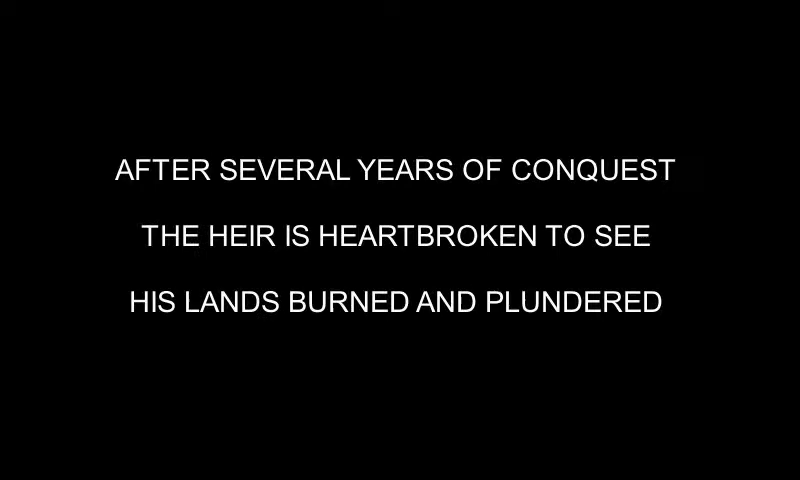 AFTER SEVERAL YEARS OF CONQUEST
THE HEIR IS HEARTBROKEN TO SEE
HIS LANDS BURNED AND PLUNDERED